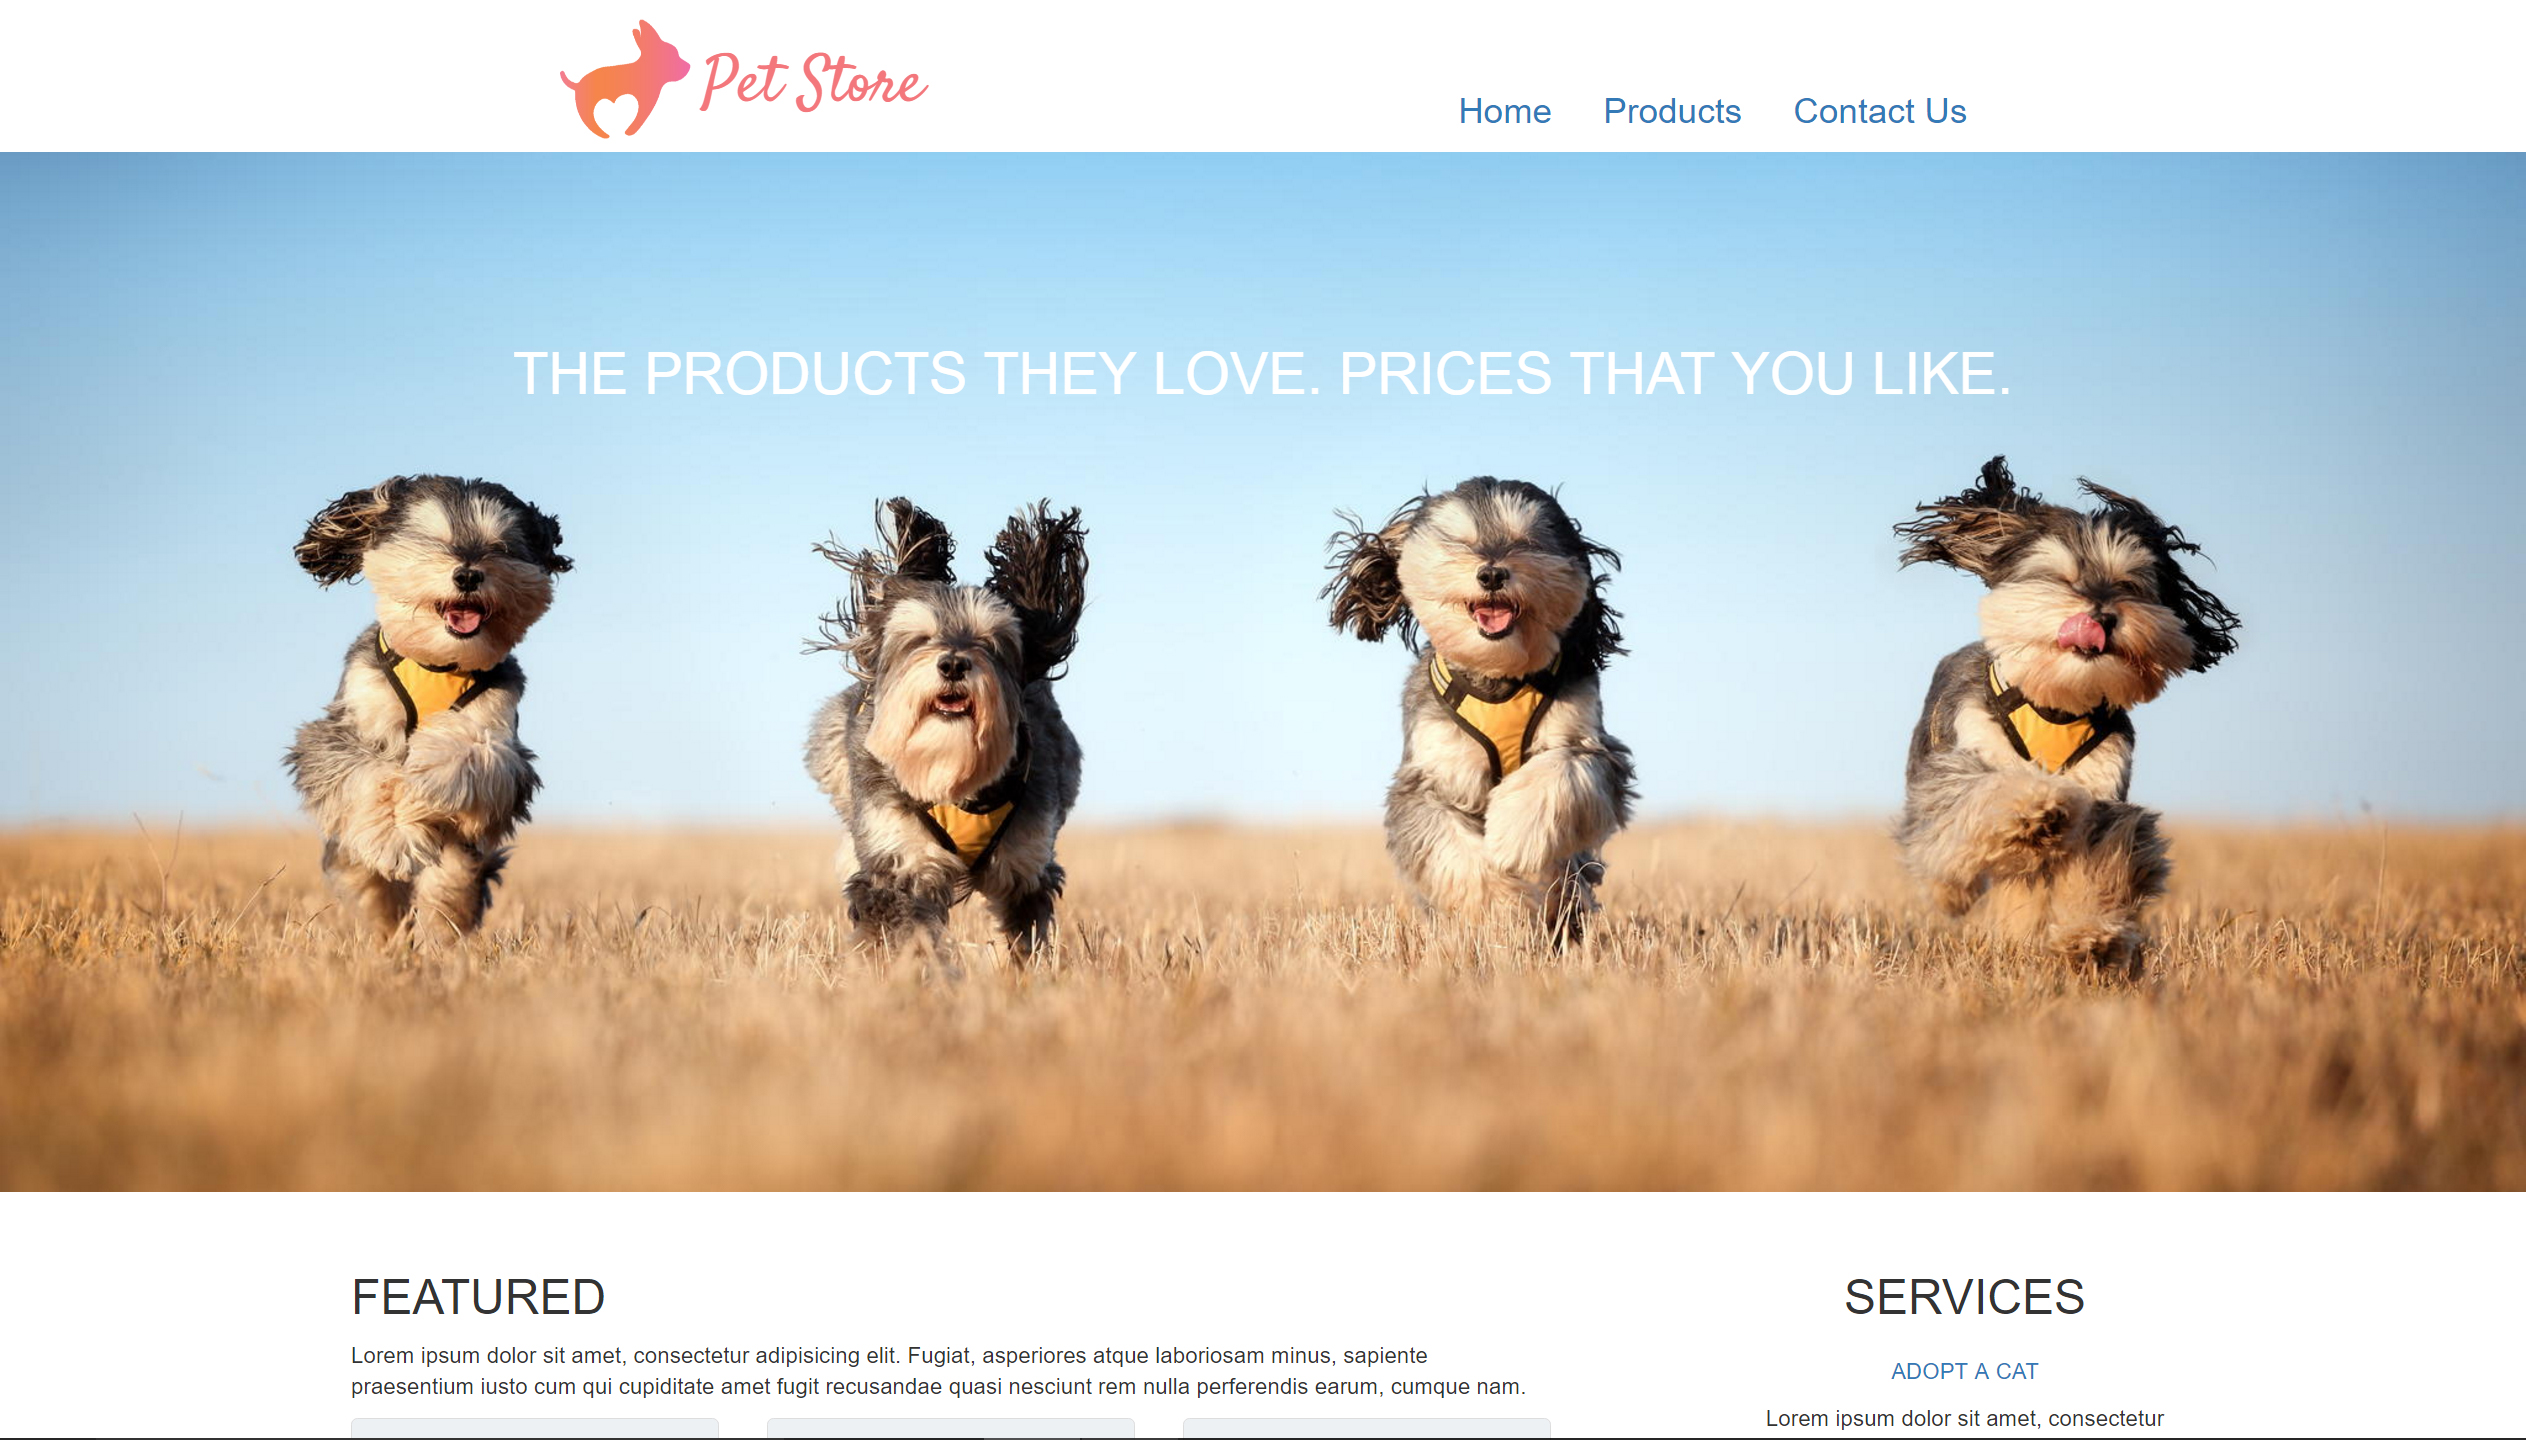 Pet Store
Home Products Contact Us
THE PRODUCTS THEY LOVE. PRICES THAT YOU LIKE.
FEATURED
Lorem ipsum dolor sit amet, consectetur adipisicing elit. Fugiat, asperiores atque laboriosam minus, sapiente
praesentium iusto cum qui cupiditate amet fugit recusandae quasi nesciunt rem nulla perferendis earum, cumque nam.
SERVICES
ADOPT A CAT
Lorem ipsum dolor sit amet, consectetur